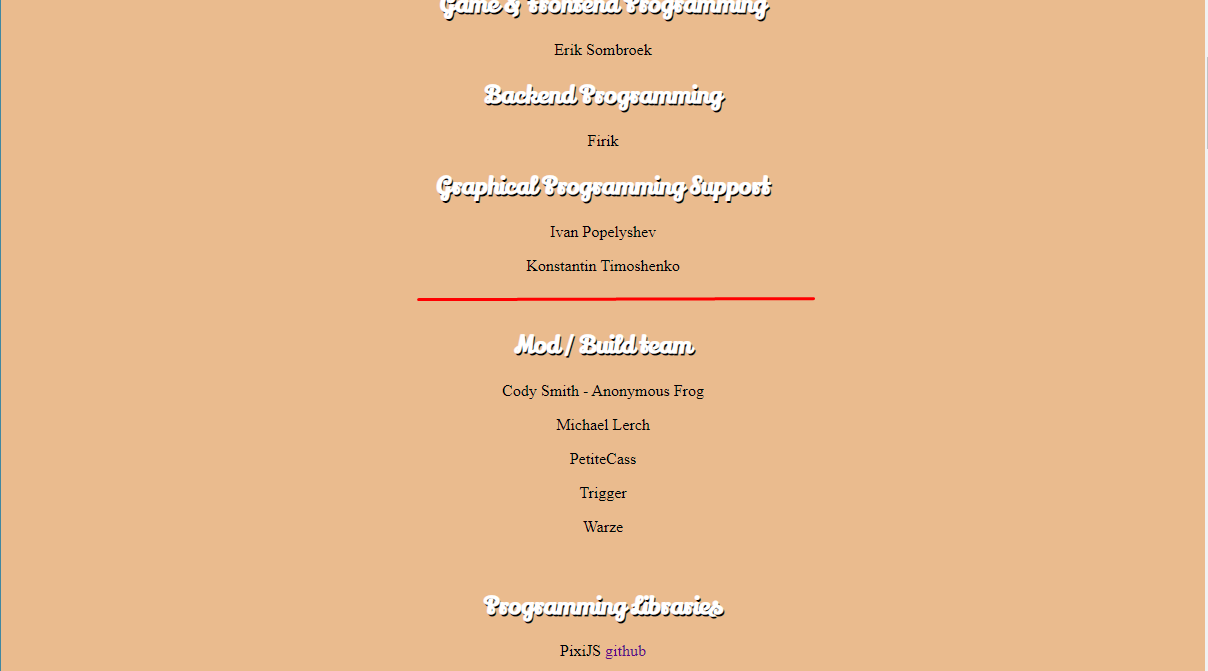 Game & Frontend Programming
Erik Sombroek
Backend Programming
Firik
Graphical Programming Support
Ivan Popelyshev
Konstantin Timoshenko
Mod / Build team
Cody Smith - Anonymous Frog
Michael Lerch
PetiteCass
Trigger
Warze
Programming Libraries
PixiJS github